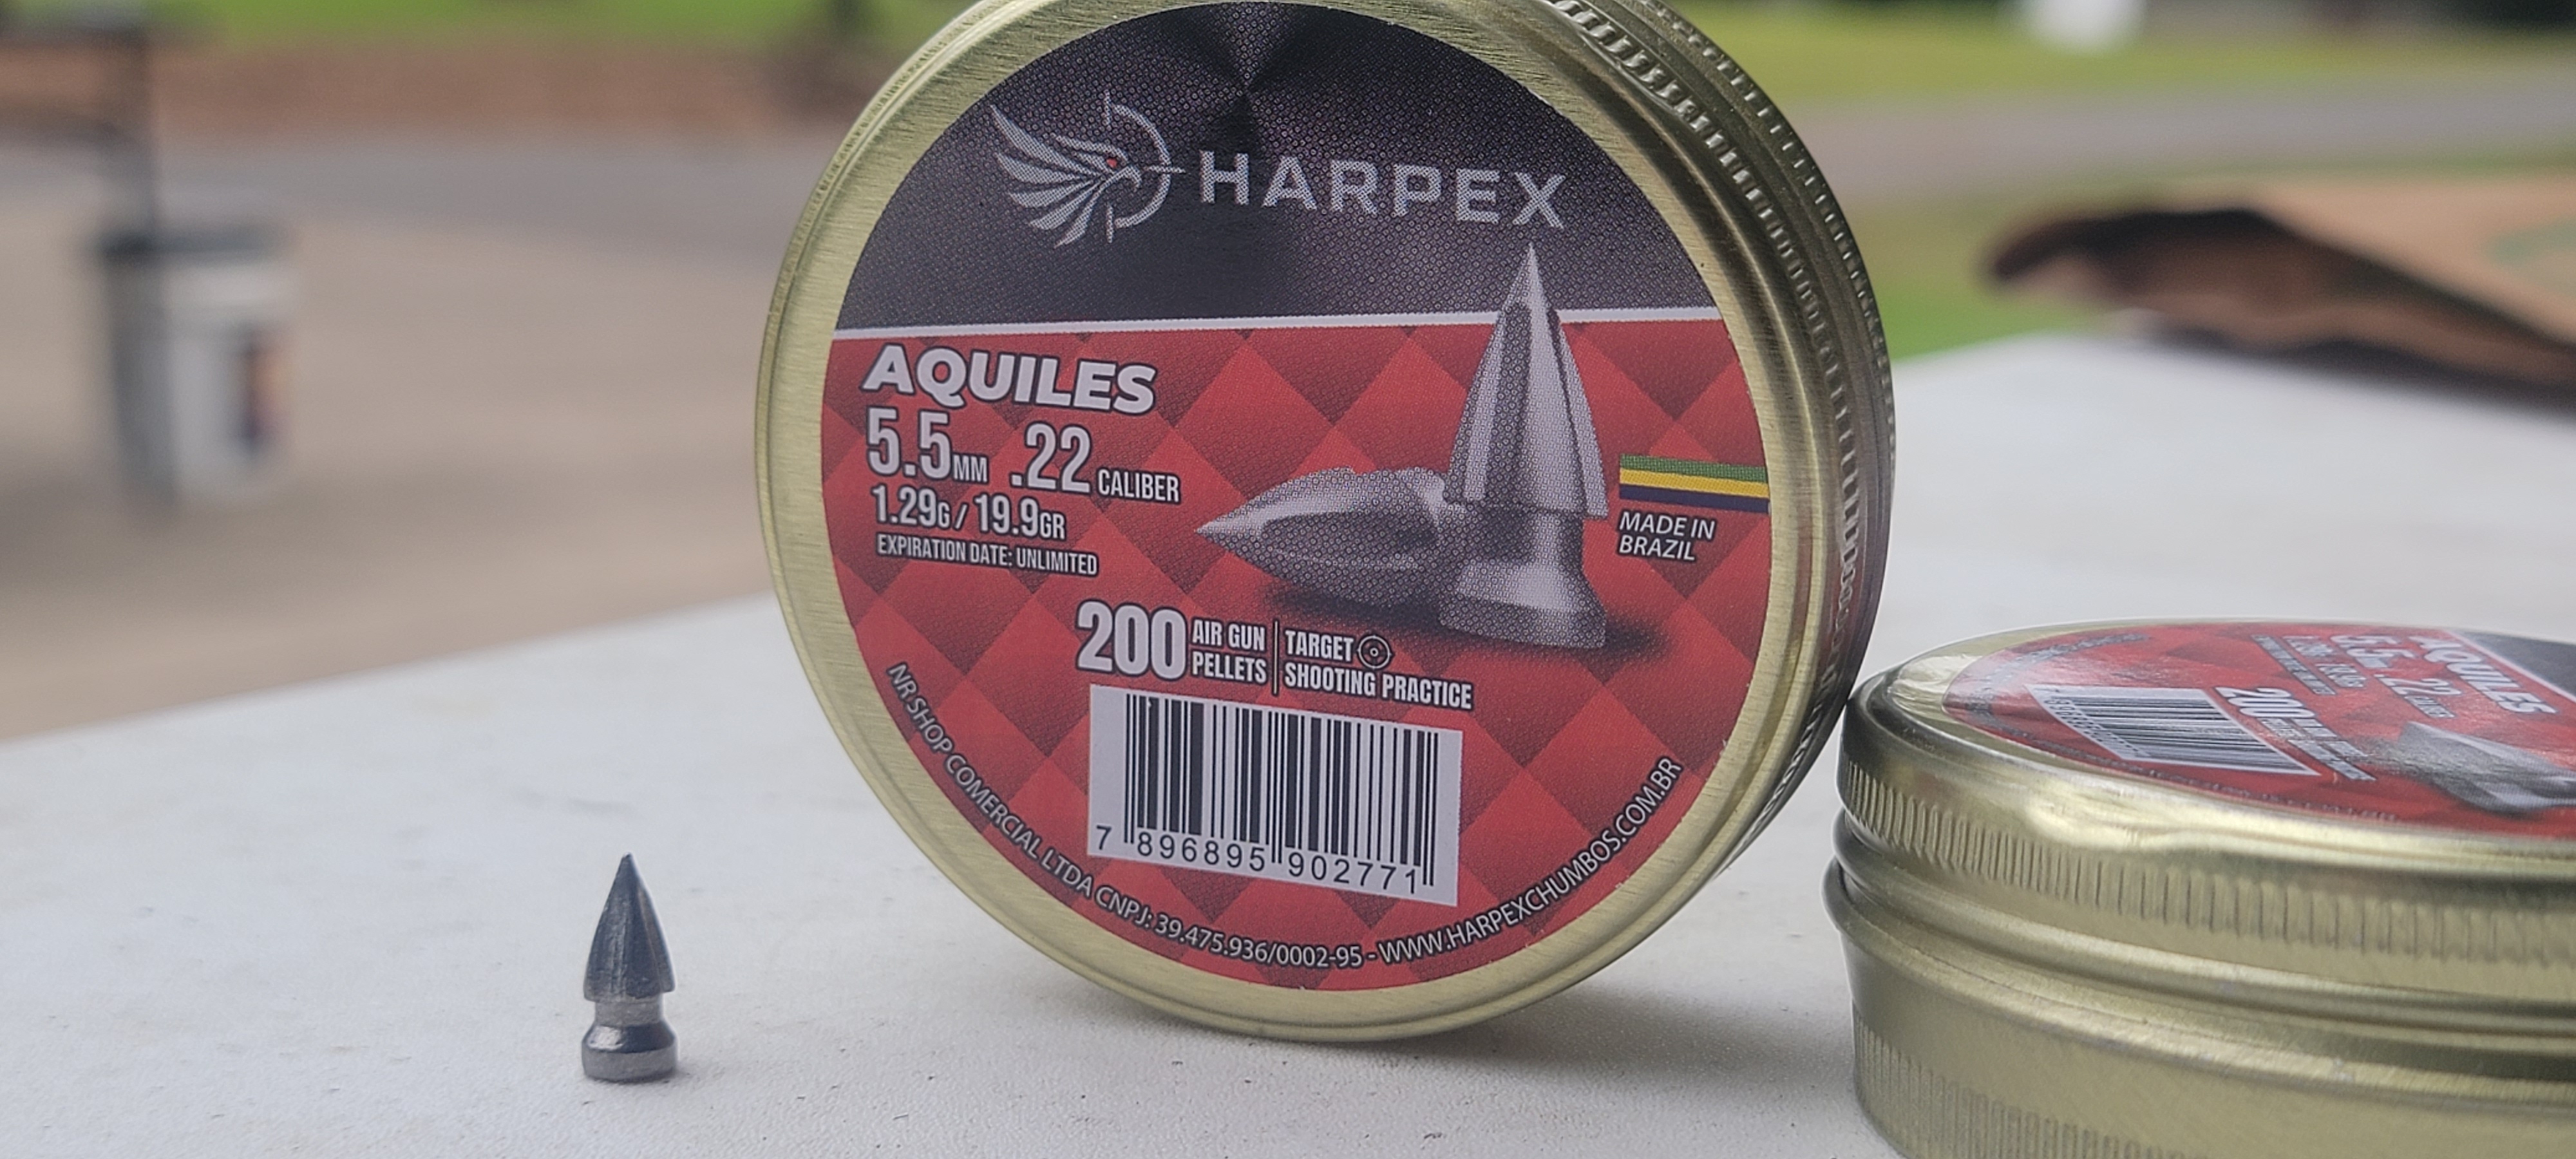 HARPEX
AQUILES
5.5MM .22 CALIBER
1.29G / 19.9GR
EXPIRATION DATE: UNLIMITED
MADE IN
BRAZIL
200 AIR GUN PELLETS | TARGET SHOOTING PRACTICE
7 896895 902771
NR.SHOP COMERCIAL LTDA CNPJ: 39.475.936/0002-95 - WWW.HARPEXCHUMBOS.COM.BR
AQUILES
5.5MM .22
200